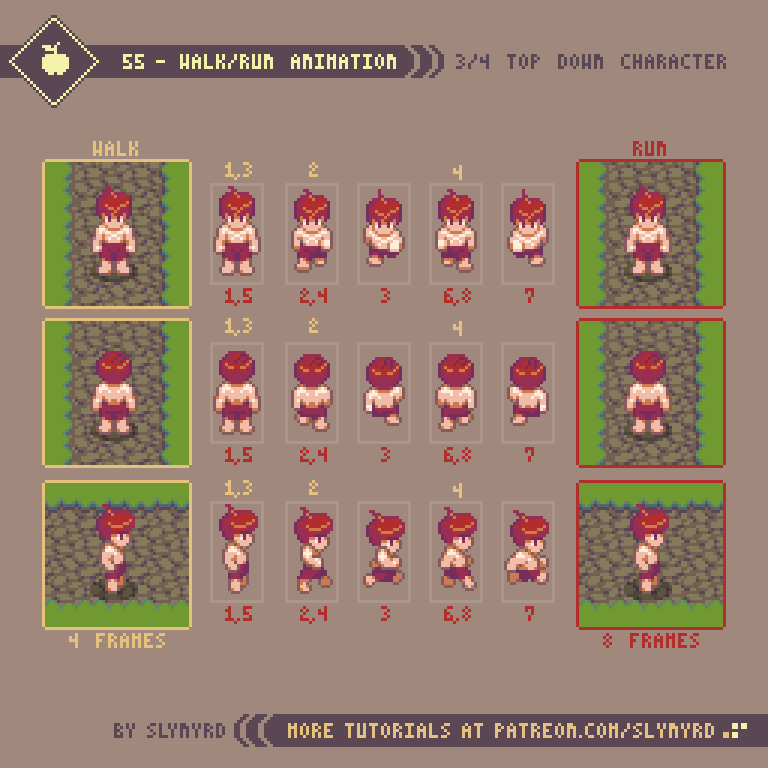 55 - WALK/RUN ANIMATION 3/4 TOP DOWN CHARACTER
WALK RUN
1,3 2 4
1,5 2,4 3 6,8 7
1,3 2 4
1,5 2,4 3 6,8 7
1,3 2 4
1,5 2,4 3 6,8 7
4 FRAMES 8 FRAMES
BY SLYNYRD MORE TUTORIALS AT PATREON.COM/SLYNYRD